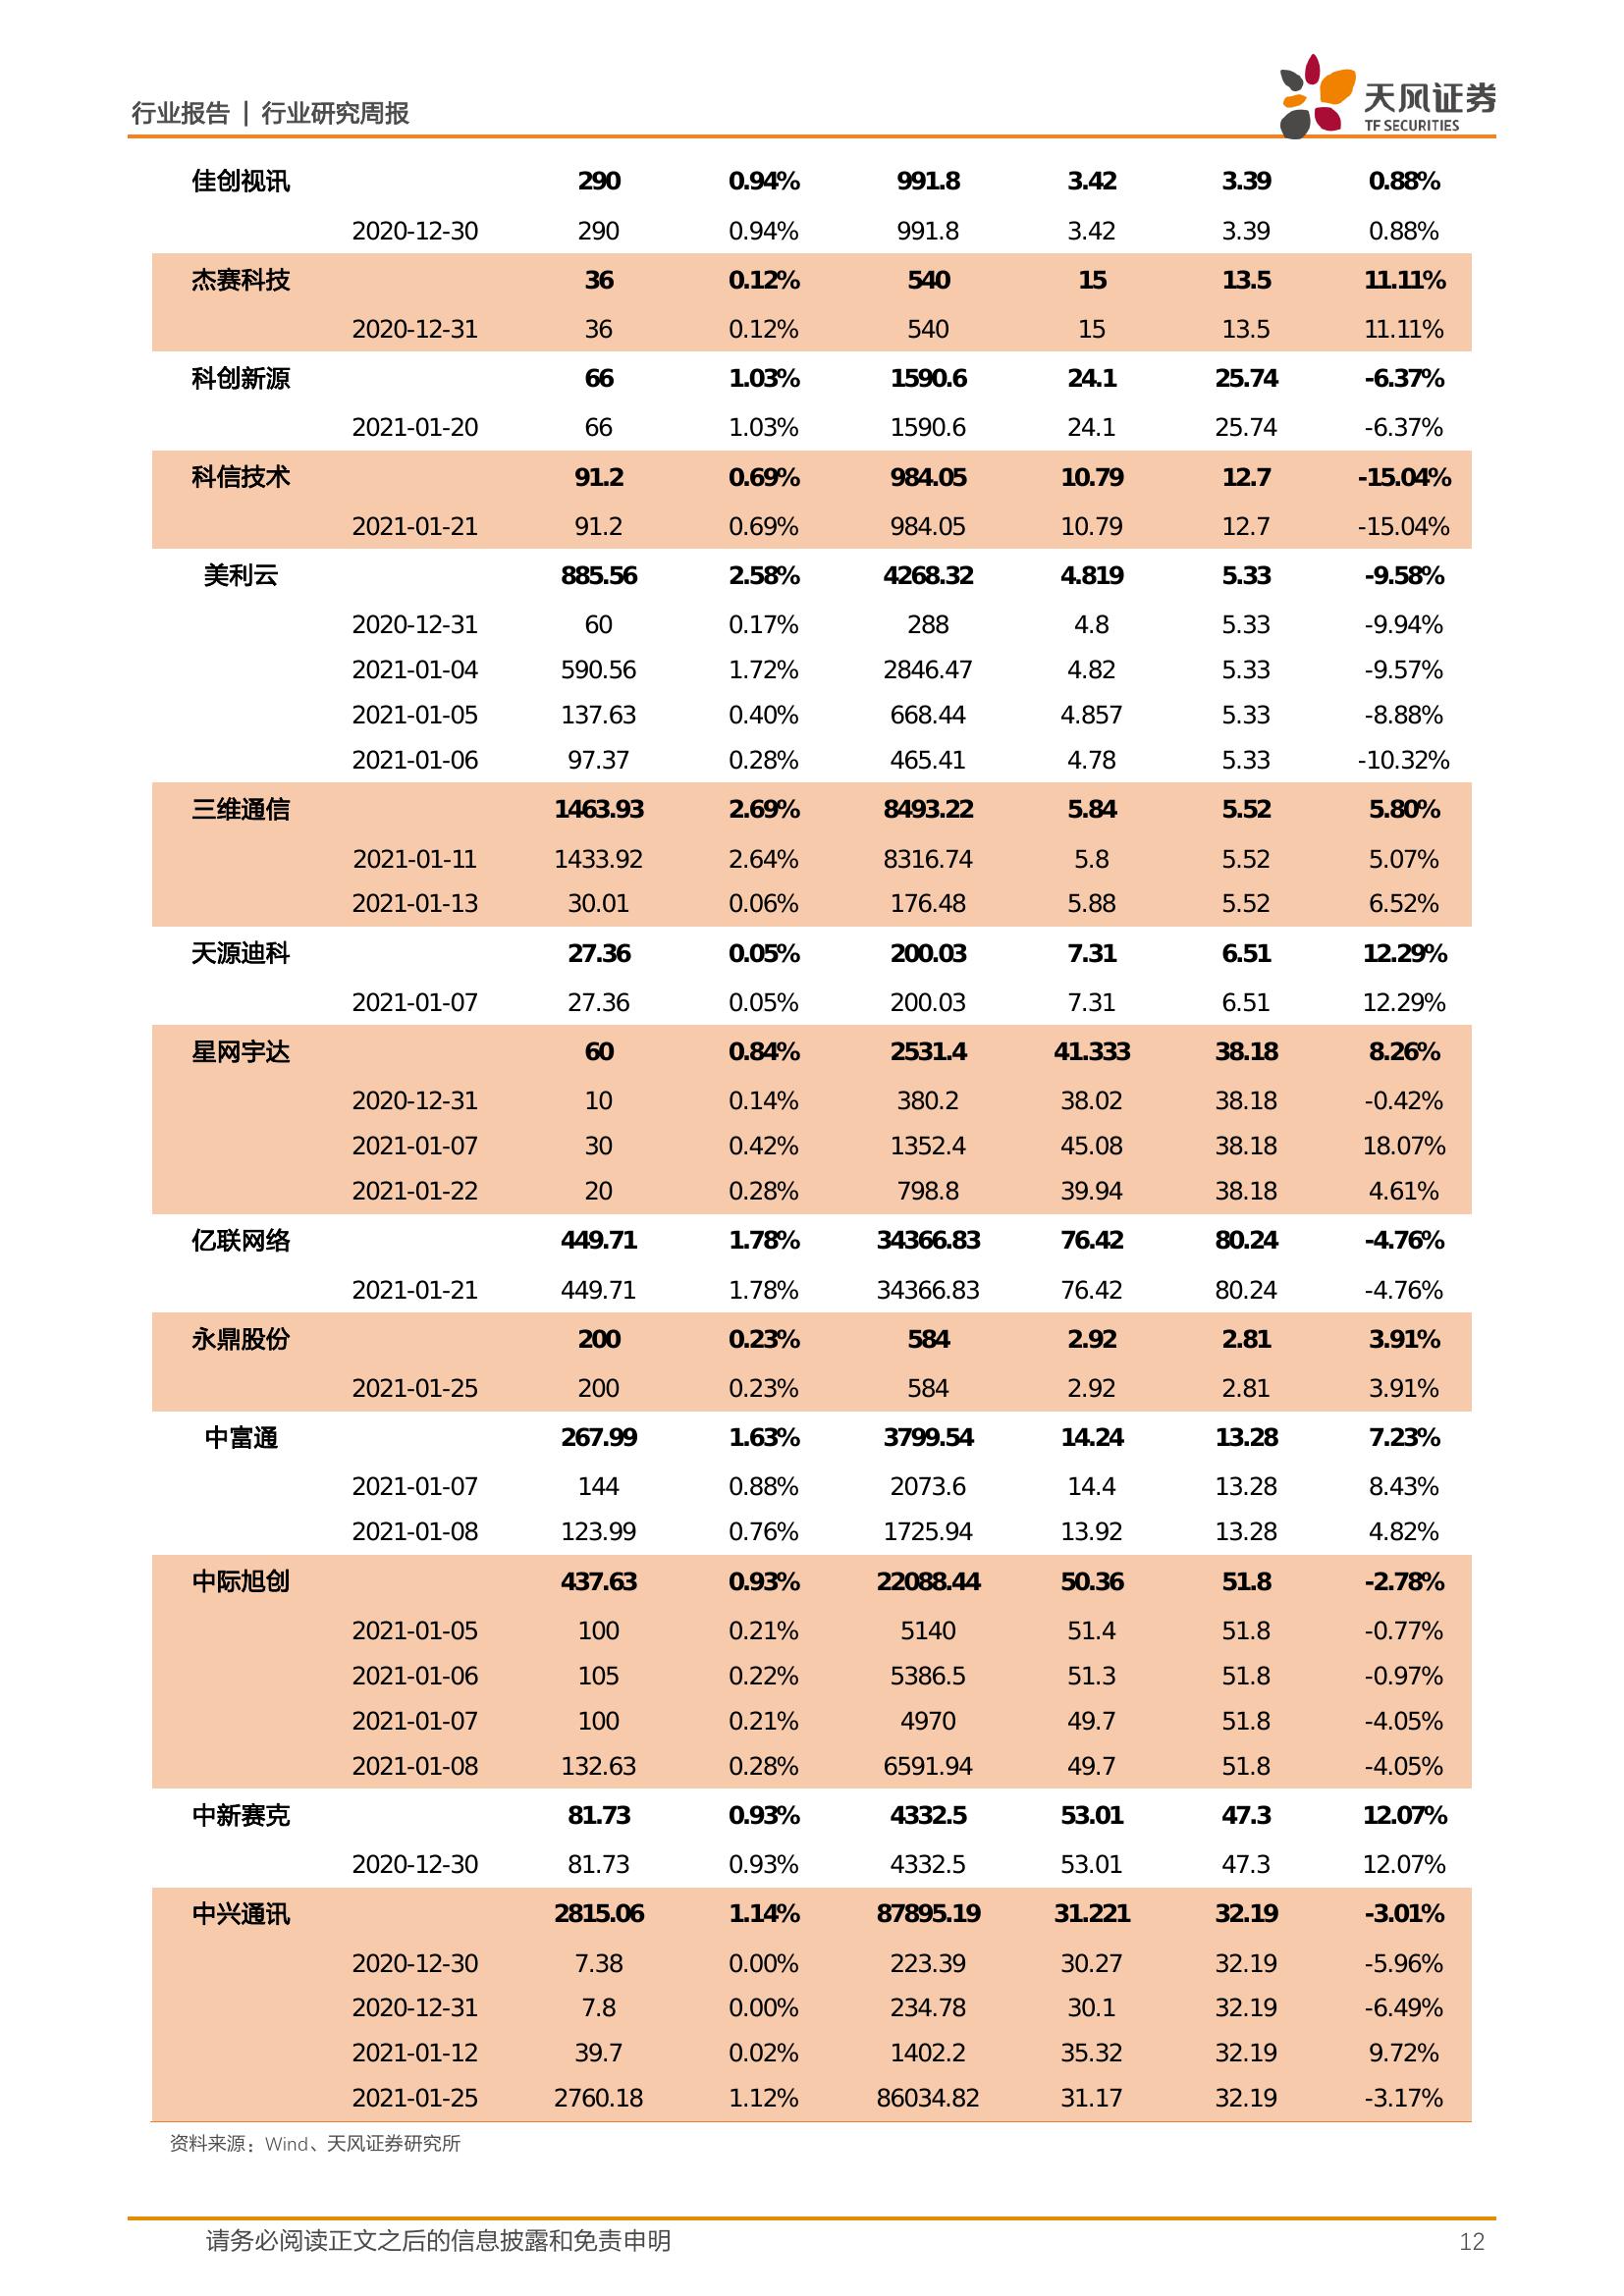 行业报告 | 行业研究周报
天风证券
TF SECURITIES
佳创视讯 290 0.94% 991.8 3.42 3.39 0.88%
2020-12-30 290 0.94% 991.8 3.42 3.39 0.88%
杰赛科技 36 0.12% 540 15 13.5 11.11%
2020-12-31 36 0.12% 540 15 13.5 11.11%
科创新源 66 1.03% 1590.6 24.1 25.74 -6.37%
2021-01-20 66 1.03% 1590.6 24.1 25.74 -6.37%
科信技术 91.2 0.69% 984.05 10.79 12.7 -15.04%
2021-01-21 91.2 0.69% 984.05 10.79 12.7 -15.04%
美利云 885.56 2.58% 4268.32 4.819 5.33 -9.58%
2020-12-31 60 0.17% 288 4.8 5.33 -9.94%
2021-01-04 590.56 1.72% 2846.47 4.82 5.33 -9.57%
2021-01-05 137.63 0.40% 668.44 4.857 5.33 -8.88%
2021-01-06 97.37 0.28% 465.41 4.78 5.33 -10.32%
三维通信 1463.93 2.69% 8493.22 5.84 5.52 5.80%
2021-01-11 1433.92 2.64% 8316.74 5.8 5.52 5.07%
2021-01-13 30.01 0.06% 176.48 5.88 5.52 6.52%
天源迪科 27.36 0.05% 200.03 7.31 6.51 12.29%
2021-01-07 27.36 0.05% 200.03 7.31 6.51 12.29%
星网宇达 60 0.84% 2531.4 41.333 38.18 8.26%
2020-12-31 10 0.14% 380.2 38.02 38.18 -0.42%
2021-01-07 30 0.42% 1352.4 45.08 38.18 18.07%
2021-01-22 20 0.28% 798.8 39.94 38.18 4.61%
亿联网络 449.71 1.78% 34366.83 76.42 80.24 -4.76%
2021-01-21 449.71 1.78% 34366.83 76.42 80.24 -4.76%
永鼎股份 200 0.23% 584 2.92 2.81 3.91%
2021-01-25 200 0.23% 584 2.92 2.81 3.91%
中富通 267.99 1.63% 3799.54 14.24 13.28 7.23%
2021-01-07 144 0.88% 2073.6 14.4 13.28 8.43%
2021-01-08 123.99 0.76% 1725.94 13.92 13.28 4.82%
中际旭创 437.63 0.93% 22088.44 50.36 51.8 -2.78%
2021-01-05 100 0.21% 5140 51.4 51.8 -0.77%
2021-01-06 105 0.22% 5386.5 51.3 51.8 -0.97%
2021-01-07 100 0.21% 4970 49.7 51.8 -4.05%
2021-01-08 132.63 0.28% 6591.94 49.7 51.8 -4.05%
中新赛克 81.73 0.93% 4332.5 53.01 47.3 12.07%
2020-12-30 81.73 0.93% 4332.5 53.01 47.3 12.07%
中兴通讯 2815.06 1.14% 87895.19 31.221 32.19 -3.01%
2020-12-30 7.38 0.00% 223.39 30.27 32.19 -5.96%
2020-12-31 7.8 0.00% 234.78 30.1 32.19 -6.49%
2021-01-12 39.7 0.02% 1402.2 35.32 32.19 9.72%
2021-01-25 2760.18 1.12% 86034.82 31.17 32.19 -3.17%
资料来源：Wind、天风证券研究所
请务必阅读正文之后的信息披露和免责申明 12